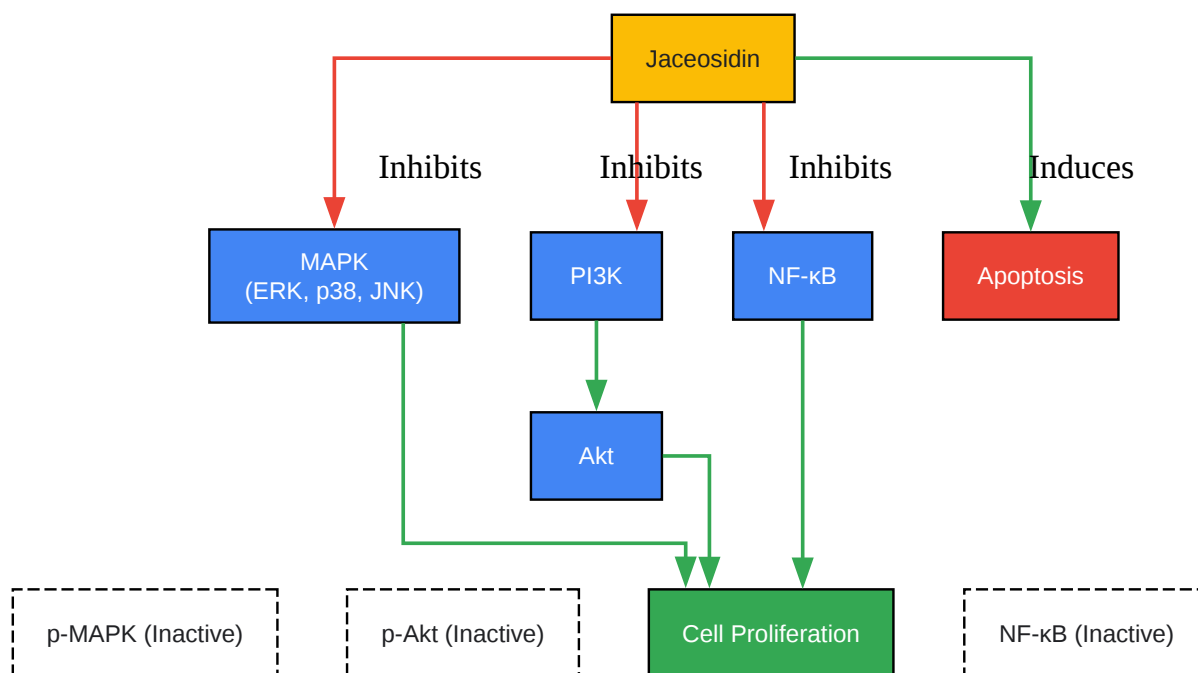 Jaceosidin
Inhibits
Inhibits
Inhibits
Induces
MAPK
(ERK, p38, JNK)
PI3K
NF-κB
Apoptosis
Akt
p-MAPK (Inactive)
p-Akt (Inactive)
Cell Proliferation
NF-κB (Inactive)